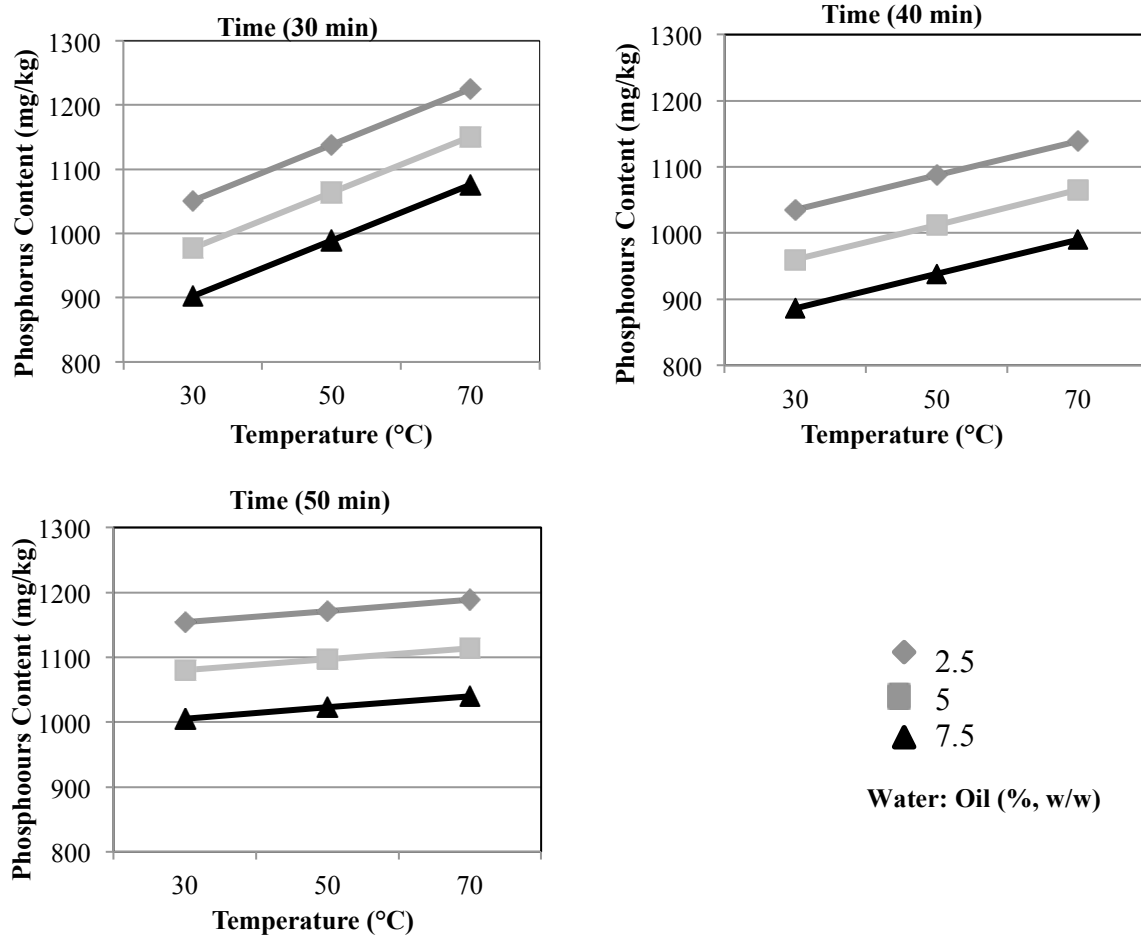 Time (30 min)
Phosphorus Content (mg/kg)
1300
1200
1100
1000
900
800
30 50 70
Temperature (°C)
Time (40 min)
Phosphoours Content (mg/kg)
1300
1200
1100
1000
900
800
30 50 70
Temperature (°C)
Time (50 min)
Phosphoours Content (mg/kg)
1300
1200
1100
1000
900
800
30 50 70
Temperature (°C)
2.5
5
7.5
Water: Oil (%, w/w)